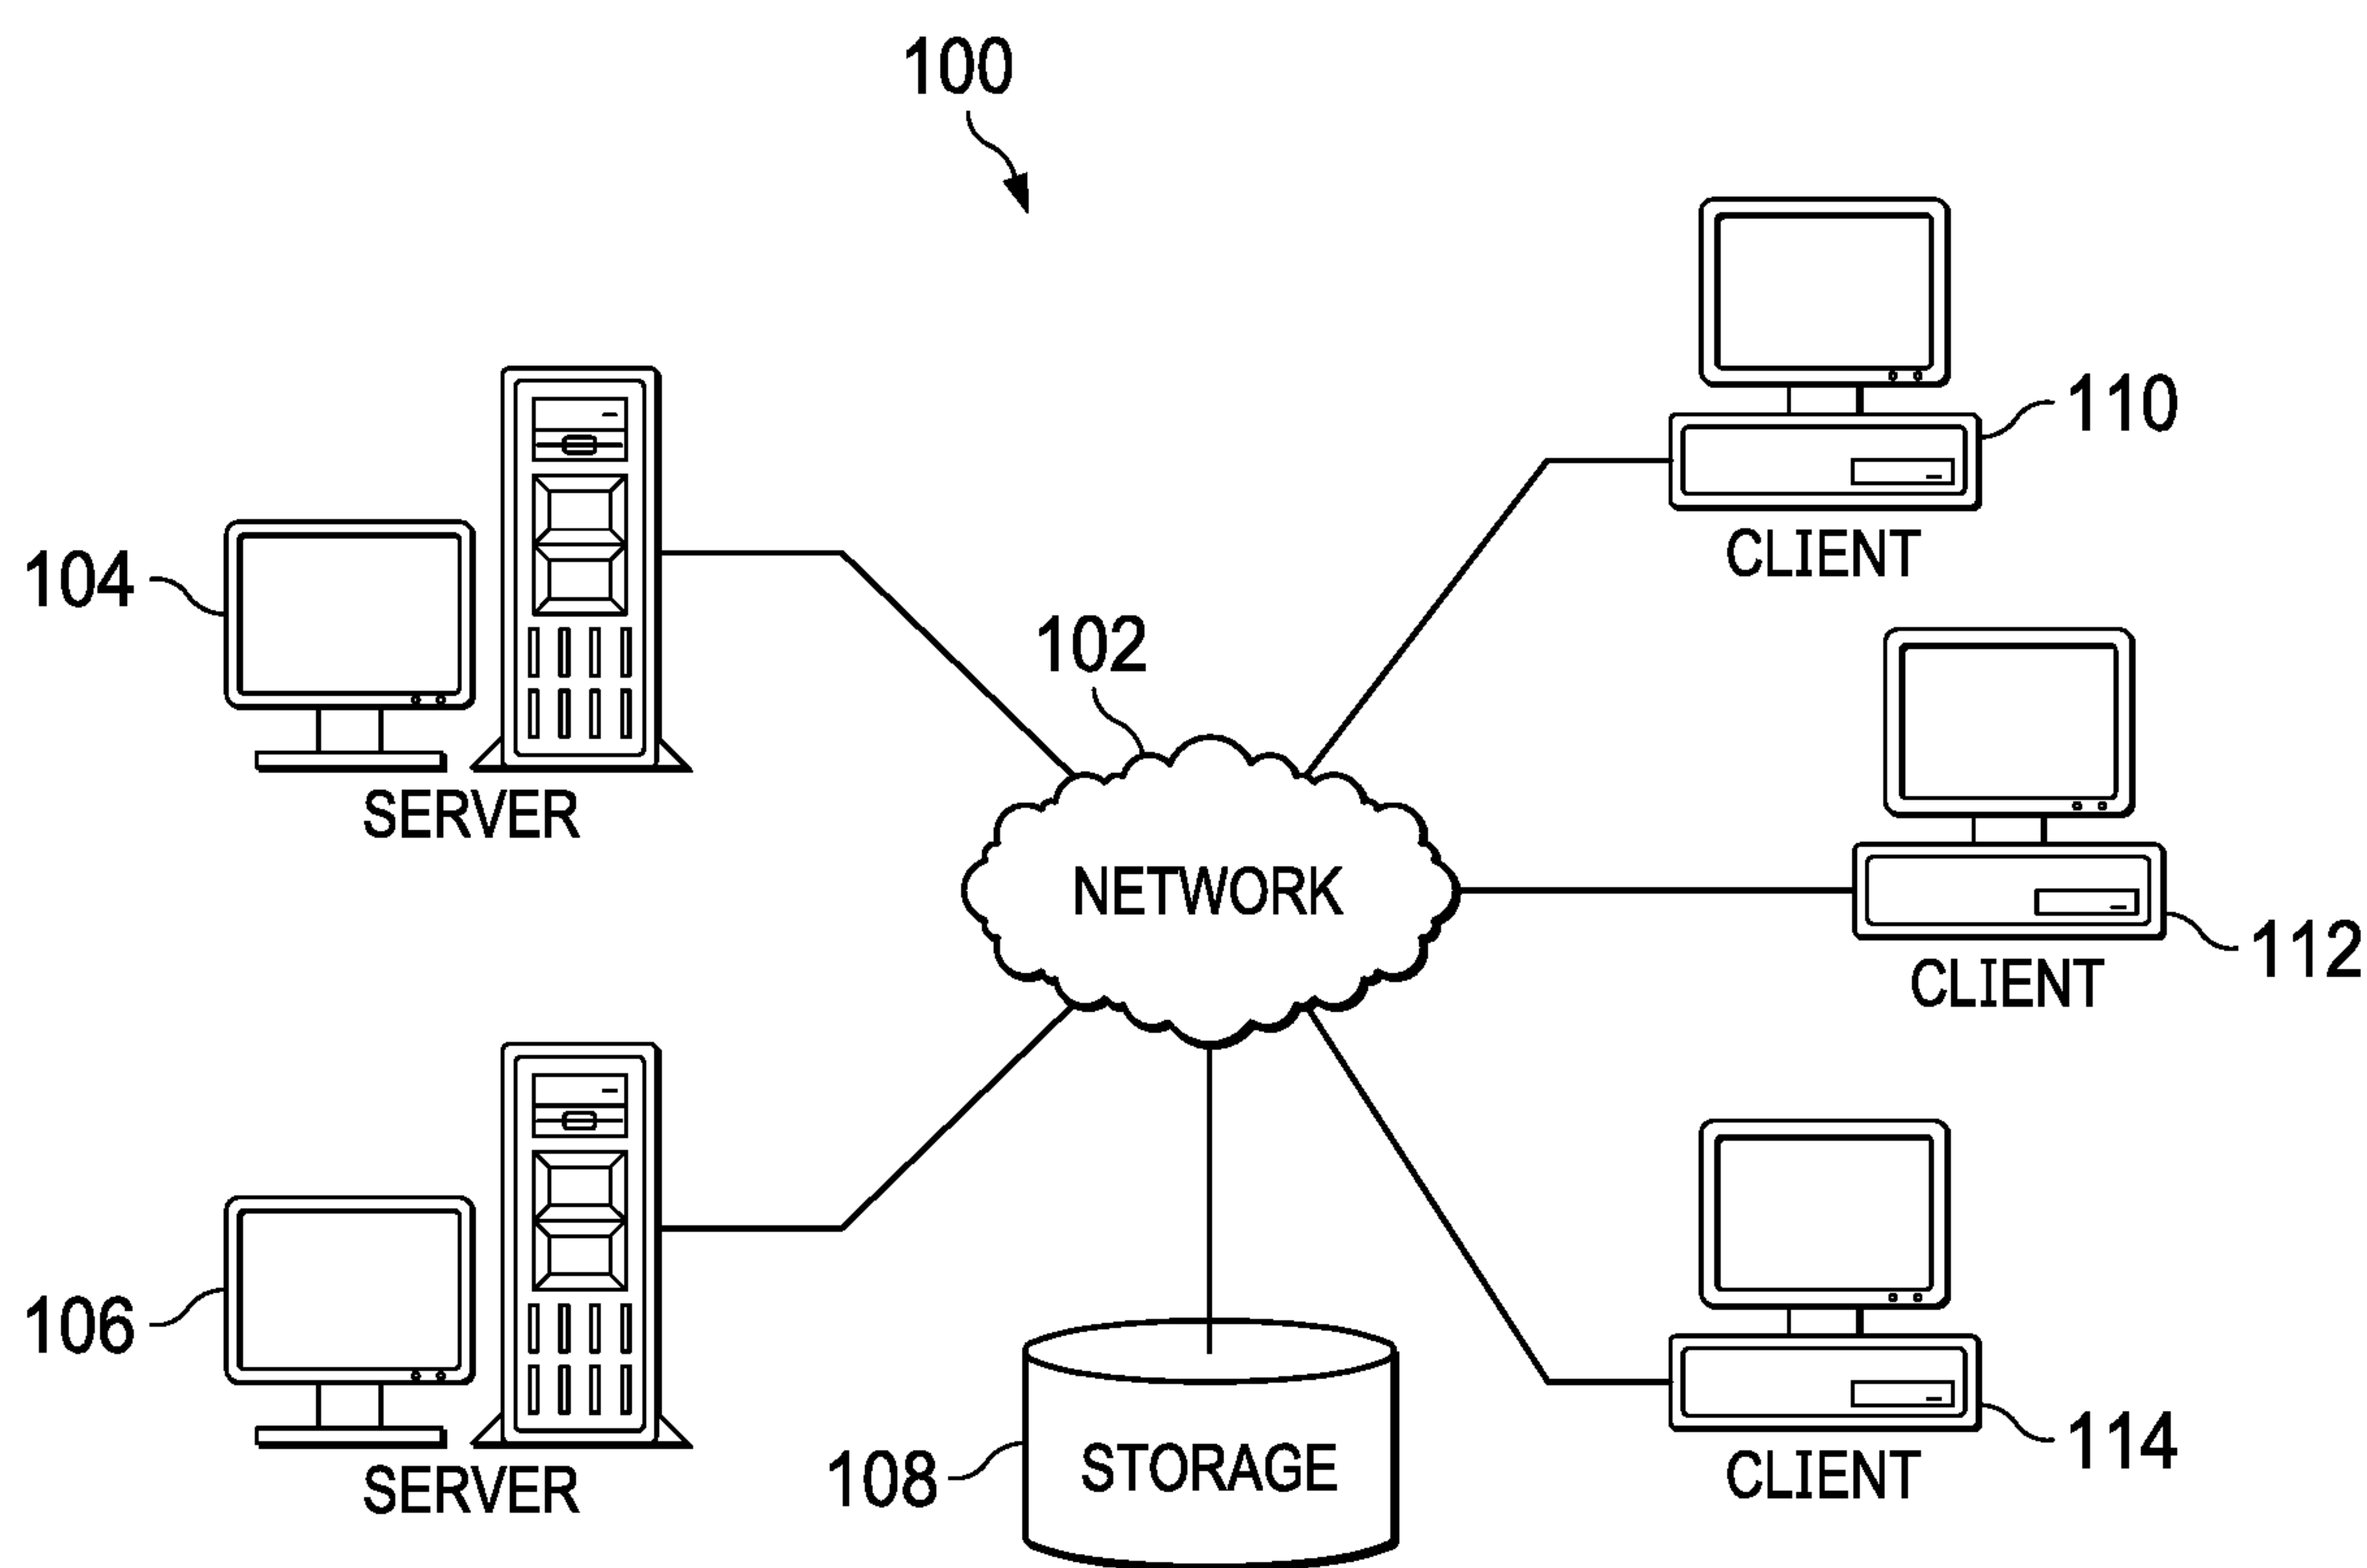 100
110
CLIENT
104
102
SERVER
NETWORK
112
CLIENT
106
SERVER
108
STORAGE
114
CLIENT